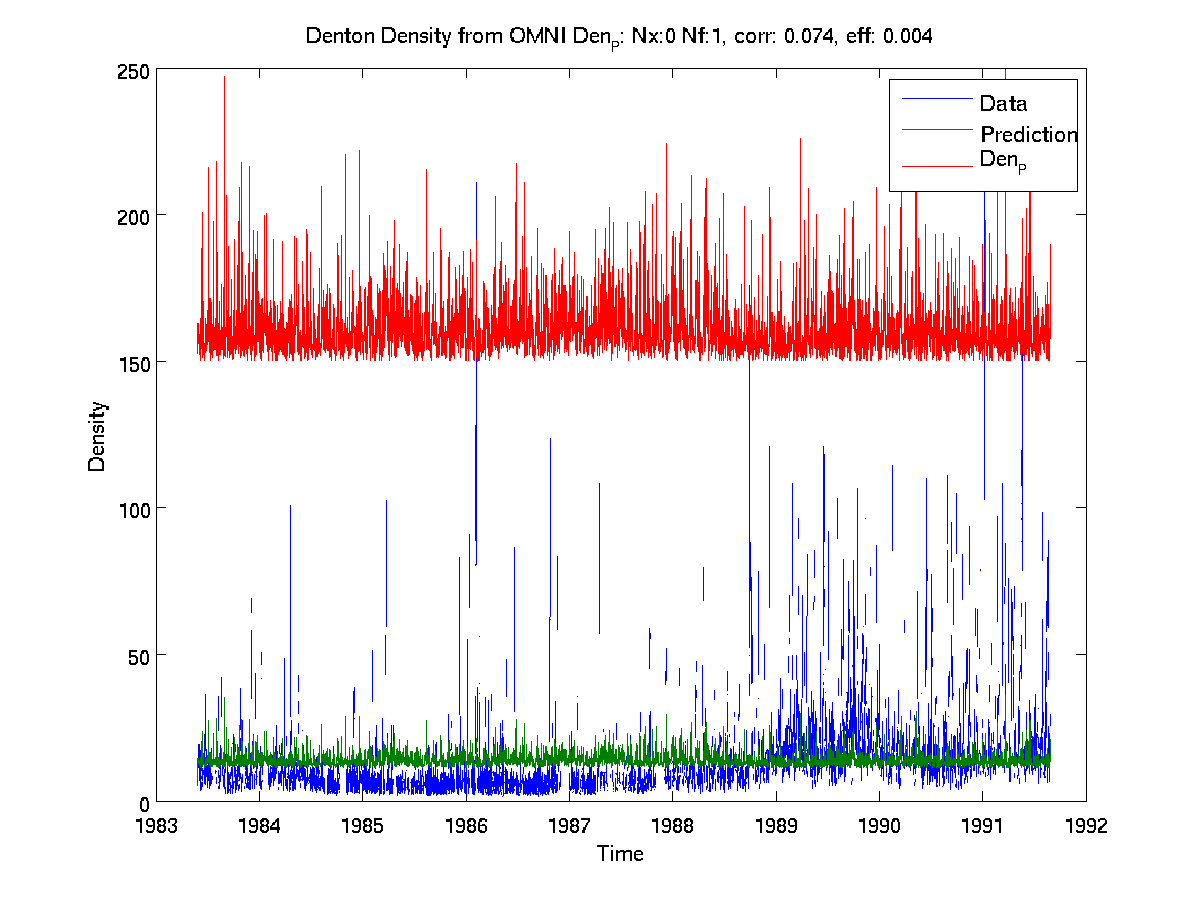 Denton Density from OMNI Den_P: Nx:0 Nf:1, corr: 0.074, eff: 0.004
250
200
150
100
50
0
Density
Data
Prediction
Den_P
1983 1984 1985 1986 1987 1988 1989 1990 1991 1992
Time